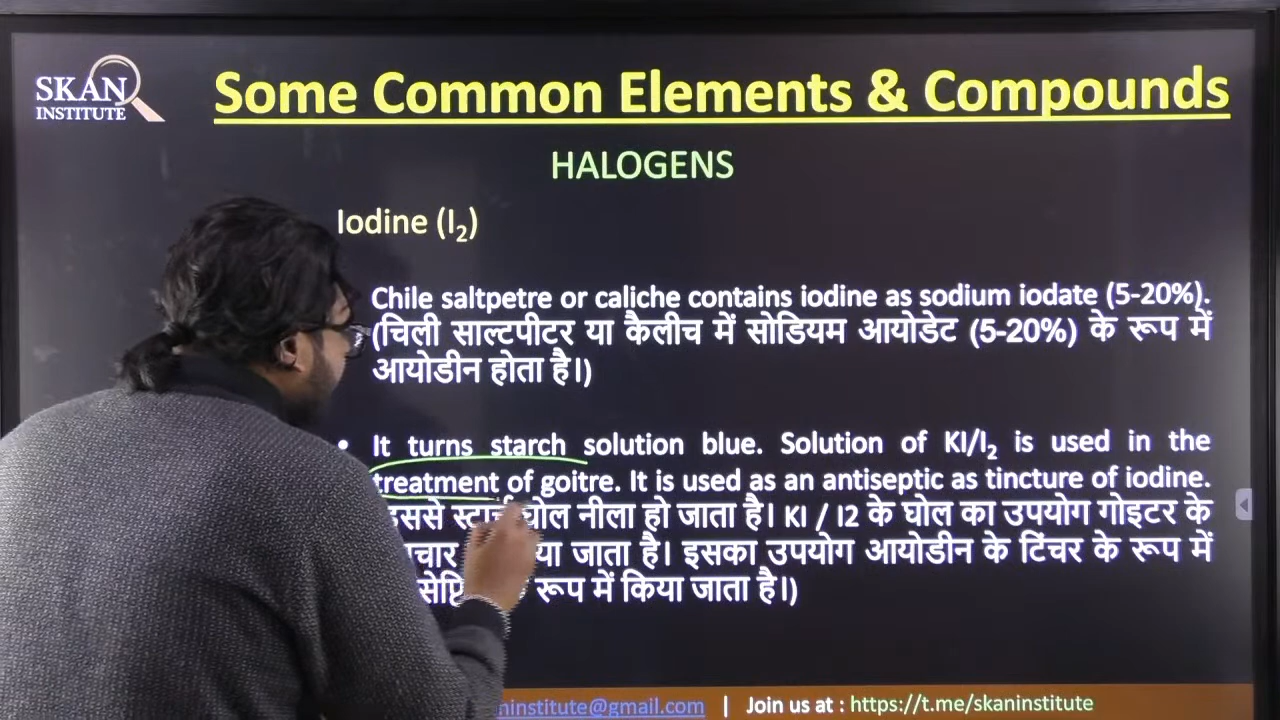 SKAN
INSTITUTE
Some Common Elements & Compounds
HALOGENS
Iodine (I₂)
Chile saltpetre or caliche contains iodine as sodium iodate (5-20%).
(चिली साल्टपीटर या कैलीच में सोडियम आयोडेट (5-20%) के रूप में
आयोडीन होता है।)
• It turns starch solution blue. Solution of KI/I₂ is used in the
treatment of goitre. It is used as an antiseptic as tincture of iodine.
घोल नीला हो जाता है। KI / I2 के घोल का उपयोग गोइटर के
जाता है। इसका उपयोग आयोडीन के टिंचर के रूप में
रूप में किया जाता है।)
ninstitute@gmail.com | Join us at : https://t.me/skaninstitute